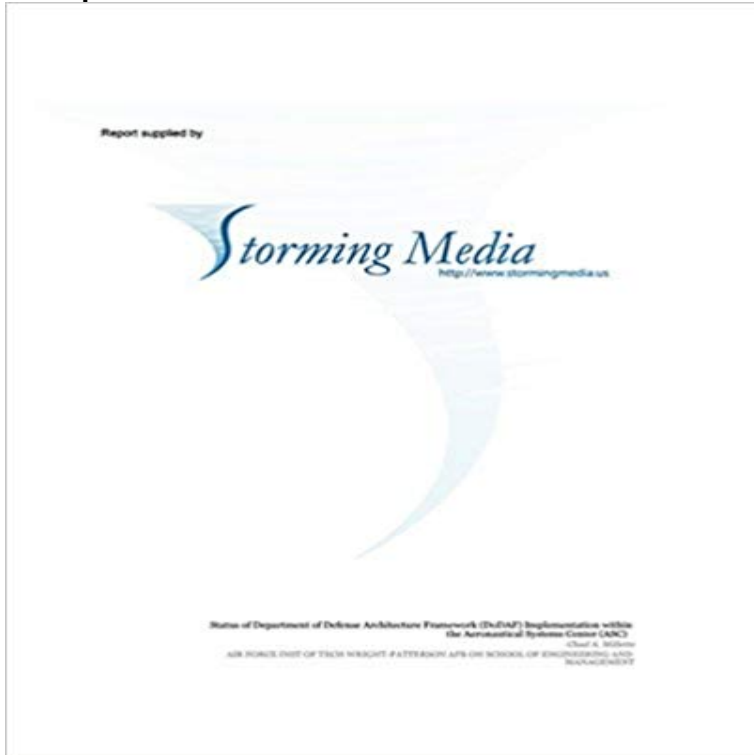 Report supplied by
Storming Media
http://www.stormingmedia.us
Status of Department of Defense Architecture Framework (DoDAF) Implementation within
the Aeronautical Systems Center (ASC)
Chad A. Millette
AIR FORCE INST OF TECH WRIGHT-PATTERSON AFB OH SCHOOL OF ENGINEERING AND
MANAGEMENT